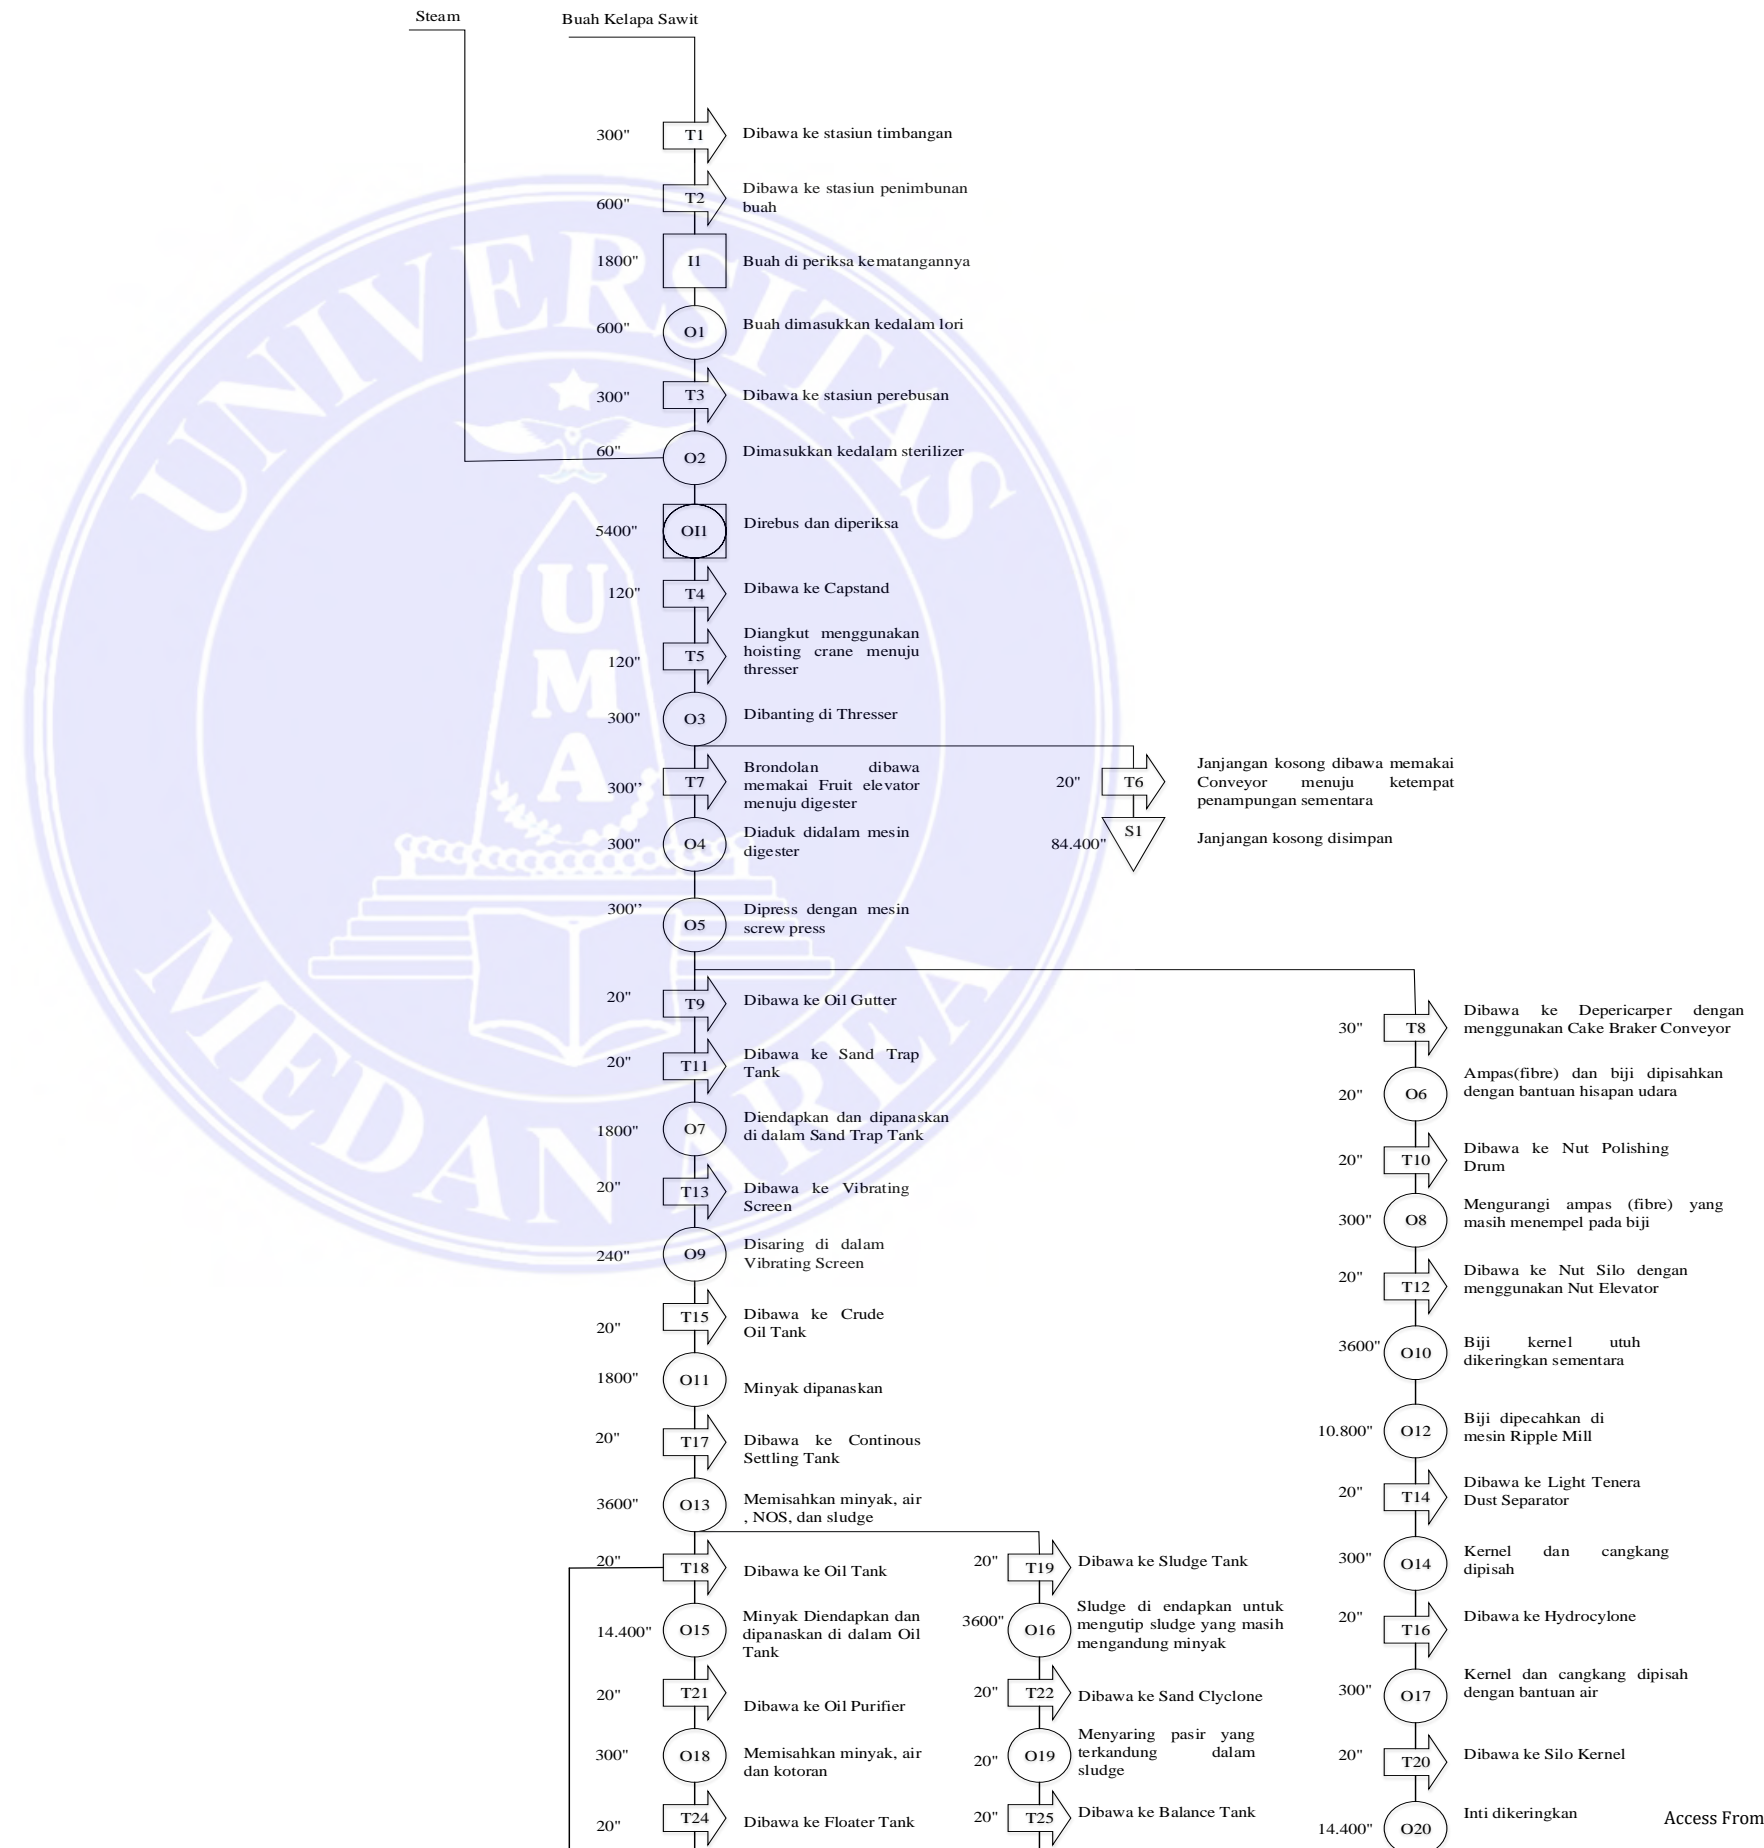 Steam
Buah Kelapa Sawit
300" T1 Dibawa ke stasiun timbangan
600" T2 Dibawa ke stasiun penimbunan
buah
1800" I1 Buah di periksa kematangannya
600" O1 Buah dimasukkan kedalam lori
300" T3 Dibawa ke stasiun perebusan
60" O2 Dimasukkan kedalam sterilizer
5400" OI1 Direbus dan diperiksa
120" T4 Dibawa ke Capstand
120" T5 Diangkut menggunakan
hoisting crane menuju
thresser
300" O3 Dibanting di Thresser
300'' T7 Brondolan dibawa
memakai Fruit elevator
menuju digester
20" T6 Janjangan kosong dibawa memakai
Conveyor menuju ketempat
penampungan sementara
300" O4 Diaduk didalam mesin
digester
84.400" S1 Janjangan kosong disimpan
300'' O5 Dipress dengan mesin
screw press
20" T9 Dibawa ke Oil Gutter
20" T11 Dibawa ke Sand Trap
Tank
1800" O7 Diendapkan dan dipanaskan
di dalam Sand Trap Tank
20" T13 Dibawa ke Vibrating
Screen
240" O9 Disaring di dalam
Vibrating Screen
20" T15 Dibawa ke Crude
Oil Tank
1800" O11 Minyak dipanaskan
20" T17 Dibawa ke Continous
Settling Tank
3600" O13 Memisahkan minyak, air
, NOS, dan sludge
20" T18 Dibawa ke Oil Tank
14.400" O15 Minyak Diendapkan dan
dipanaskan di dalam Oil
Tank
20" T21 Dibawa ke Oil Purifier
300" O18 Memisahkan minyak, air
dan kotoran
20" T24 Dibawa ke Floater Tank
20" T19 Dibawa ke Sludge Tank
3600" O16 Sludge di endapkan untuk
mengutip sludge yang masih
mengandung minyak
20" T22 Dibawa ke Sand Clyclone
20" O19 Menyaring pasir yang
terkandung dalam
sludge
20" T25 Dibawa ke Balance Tank
30" T8 Dibawa ke Depericarper dengan
menggunakan Cake Braker Conveyor
20" O6 Ampas(fibre) dan biji dipisahkan
dengan bantuan hisapan udara
20" T10 Dibawa ke Nut Polishing
Drum
300" O8 Mengurangi ampas (fibre) yang
masih menempel pada biji
20" T12 Dibawa ke Nut Silo dengan
menggunakan Nut Elevator
3600" O10 Biji kernel utuh
dikeringkan sementara
10.800" O12 Biji dipecahkan di
mesin Ripple Mill
20" T14 Dibawa ke Light Tenera
Dust Separator
300" O14 Kernel dan cangkang
dipisah
20" T16 Dibawa ke Hydrocylone
300" O17 Kernel dan cangkang dipisah
dengan bantuan air
20" T20 Dibawa ke Silo Kernel
14.400" O20 Inti dikeringkan
Access From
UNIVERSITAS
MEDAN AREA
UMA